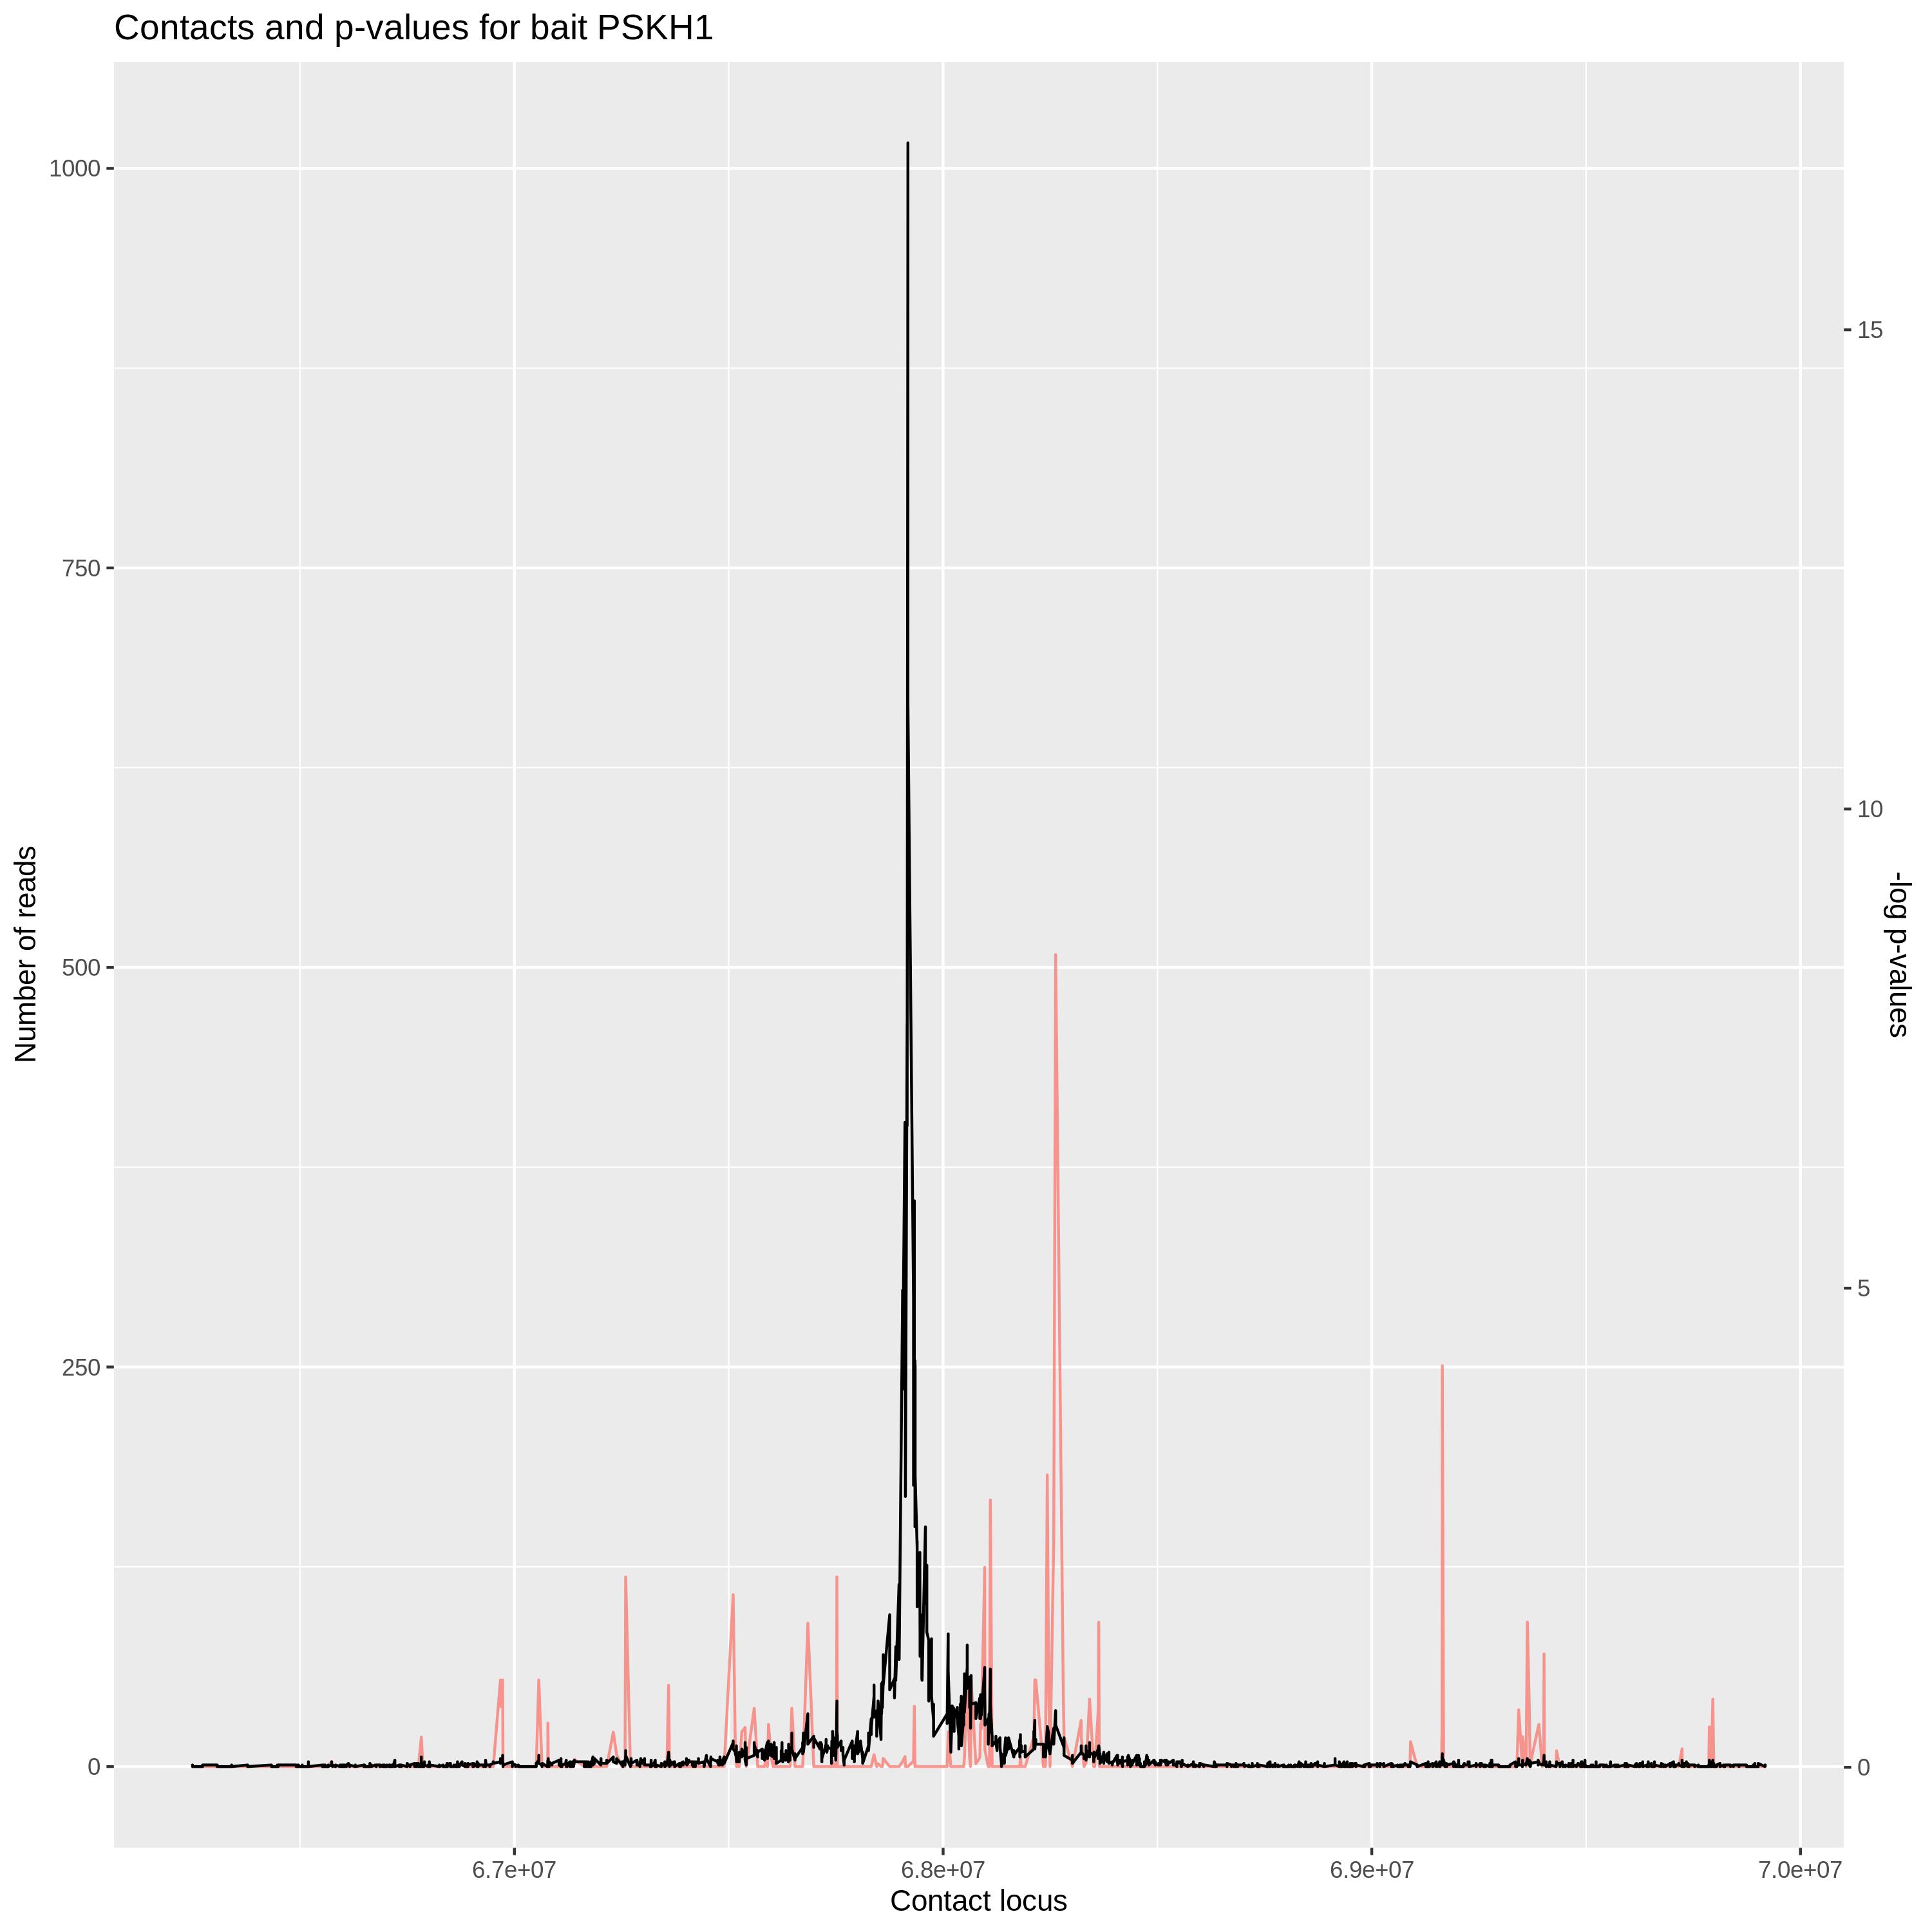 Contacts and p-values for bait PSKH1
1000
750
500
250
0
Number of reads
15
10
5
0
-log p-values
6.7e+07
6.8e+07
6.9e+07
7.0e+07
Contact locus